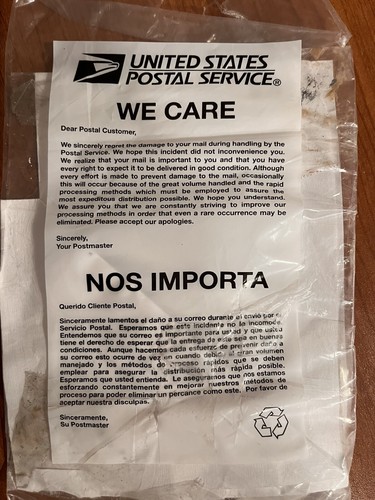 UNITED STATES
POSTAL SERVICE®
WE CARE
Dear Postal Customer,
We sincerely regret the damage to your mail during handling by the
Postal Service. We hope this incident did not inconvenience you.
We realize that your mail is important to you and that you have
every right to expect it to be delivered in good condition. Although
every effort is made to prevent damage to the mail, occasionally
this will occur because of the great volume handled and the rapid
processing methods which must be employed to assure the
most expeditous distribution possible. We hope you understand.
We assure you that we are constantly striving to improve our
processing methods in order that even a rare occurrence may be
eliminated. Please accept our apologies.
Sincerely,
Your Postmaster
NOS IMPORTA
Querido Cliente Postal,
Sinceramente lamentos el daño a su correo durante el envio por el
Servicio Postal. Esperamos que este incidente no la incomode.
Entendemos que su correo es importante para usted y que usted
tiene el derecho de esperar que la entrega de este sea en buenas
condiciones. Aunque hacemos cada esfuerzo de prevenir daño a
su correo esto ocurre de vez en cuando debido al gran volumen
manejado y los métodos de proceso rápidos que se deben
emplear para asegurar la distribución más rápida posible.
Esperamos que usted entienda. Le aseguramos que nos estamos
esforzando constantemente en mejorar nuestros métodos de
proceso para poder eliminar un percance como este. Por favor de
aceptar nuestra disculpas.
Sinceramente,
Su Postmaster